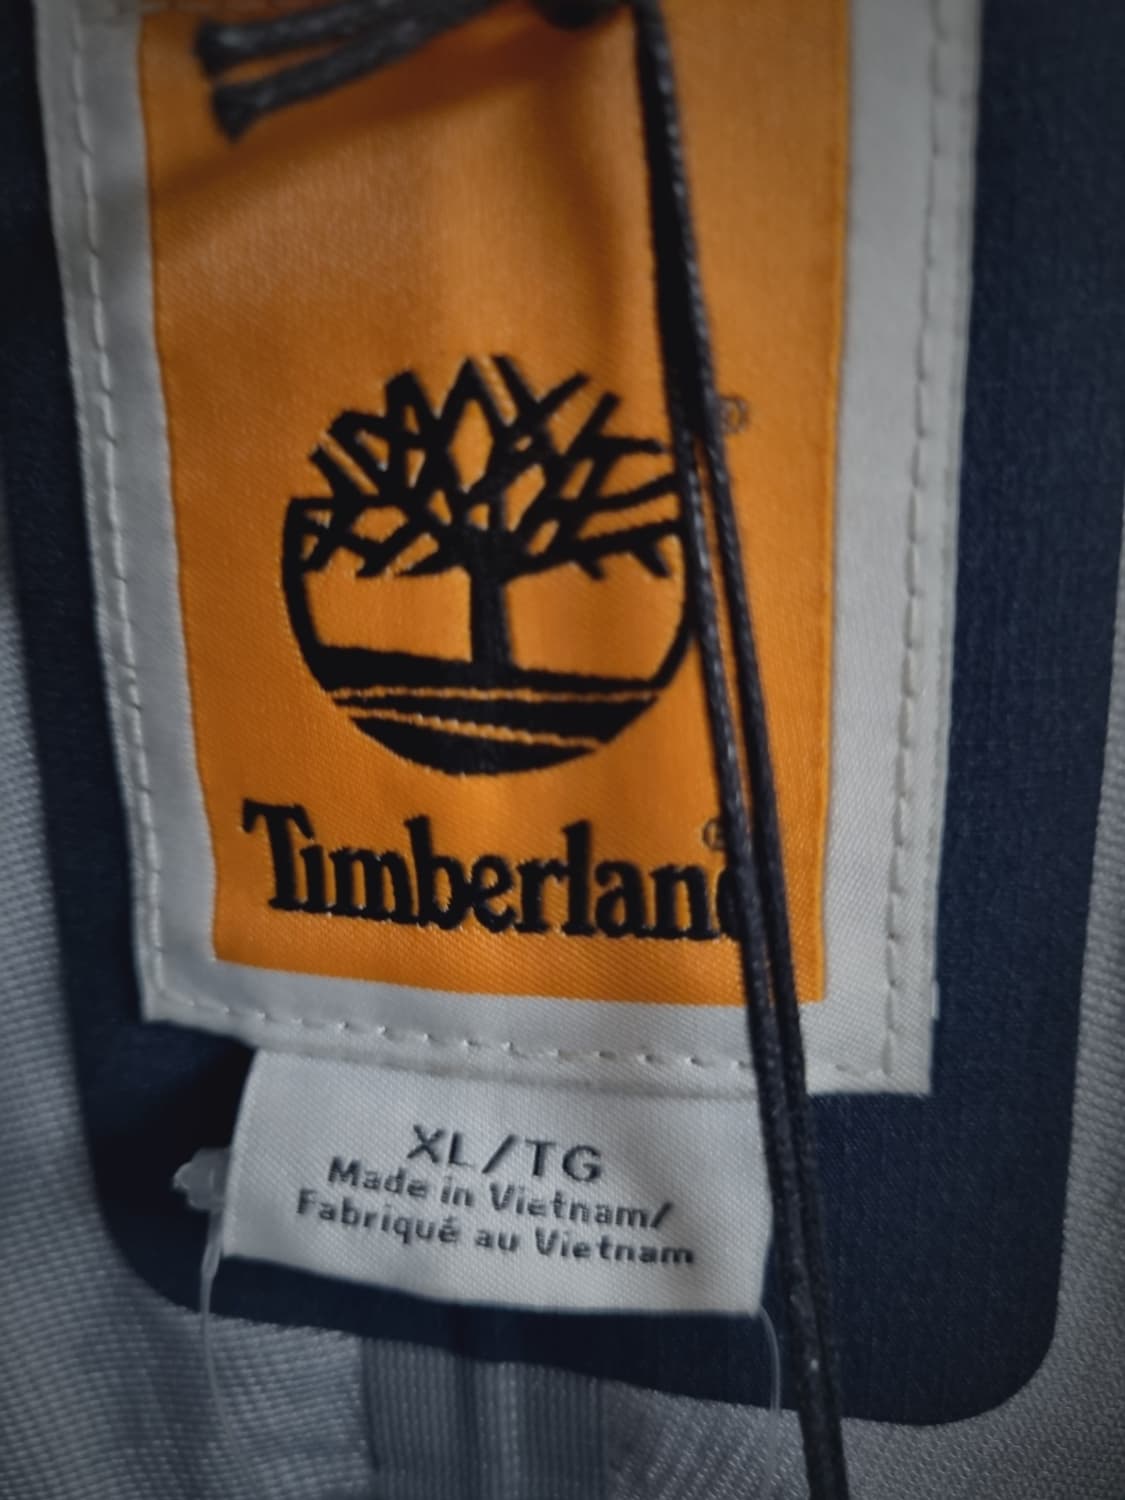 Timberland
XL/TG
Made in Vietnam/
Fabriqué au Vietnam